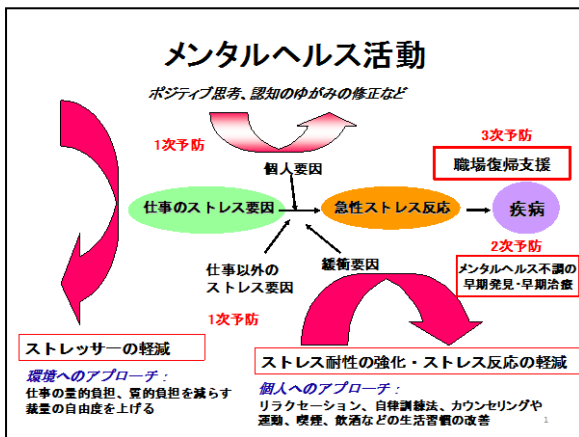 メンタルヘルス活動
ポジティブ思考、認知のゆがみの修正など
1次予防
個人要因
3次予防
職場復帰支援
仕事のストレス要因
急性ストレス反応
疾病
2次予防
メンタルヘルス不調の
早期発見・早期治療
仕事以外の
ストレス要因
緩衝要因
1次予防
ストレッサーの軽減
環境へのアプローチ：
仕事の量的負担、質的負担を減らす
裁量の自由度を上げる
ストレス耐性の強化・ストレス反応の軽減
個人へのアプローチ：
リラクセーション、自律訓練法、カウンセリングや
運動、喫煙、飲酒などの生活習慣の改善
1